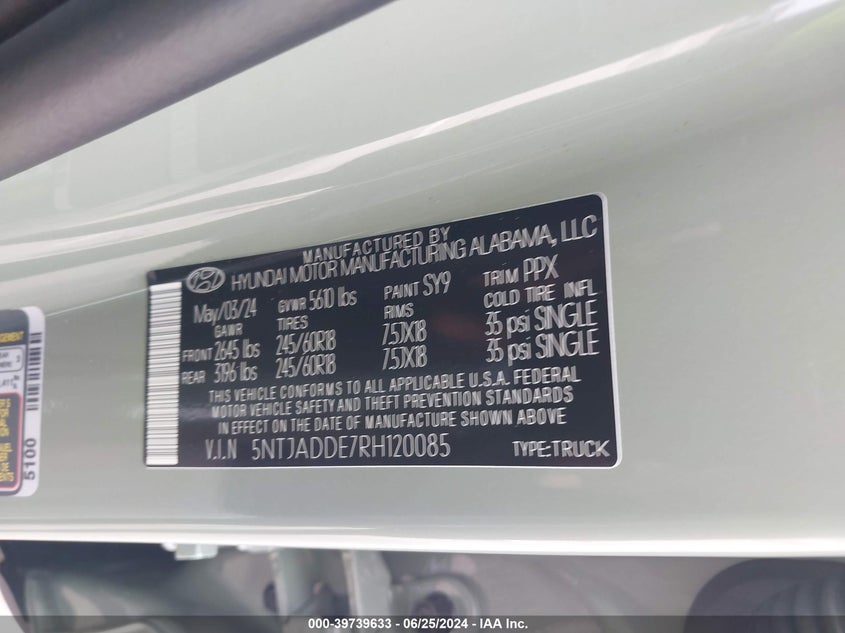 MANUFACTURED BY
HYUNDAI MOTOR MANUFACTURING ALABAMA, LLC
May/03/24 GVWR 5610 lbs PAINT SY9 TRIM PPX
GAWR TIRES RIMS COLD TIRE INFL
FRONT 2645 lbs 245/60R18 7.5JX18 35 psi SINGLE
REAR 3196 lbs 245/60R18 7.5JX18 35 psi SINGLE
THIS VEHICLE CONFORMS TO ALL APPLICABLE U.S.A. FEDERAL
MOTOR VEHICLE SAFETY AND THEFT PREVENTION STANDARDS
IN EFFECT ON THE DATE OF MANUFACTURE SHOWN ABOVE
V.I.N 5NTJADDE7RH120085 TYPE:TRUCK
5100
000-39739633 / 06/25/2024 / IAA Inc.